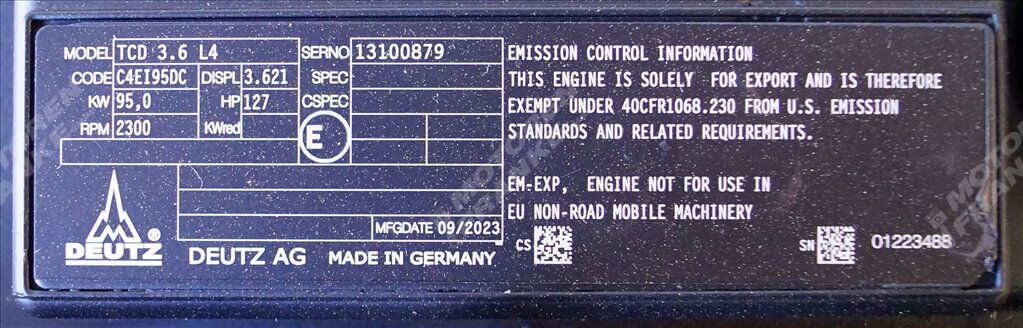 MODEL TCD 3.6 L4 SERNO 13100879
CODE C4EI95DC DISPL 3.621 SPEC
KW 95,0 HP 127 CSPEC
RPM 2300 KWred E
MFGDATE 09/2023
DEUTZ ® DEUTZ AG MADE IN GERMANY
EMISSION CONTROL INFORMATION
THIS ENGINE IS SOLELY FOR EXPORT AND IS THEREFORE
EXEMPT UNDER 40CFR1068.230 FROM U.S. EMISSION
STANDARDS AND RELATED REQUIREMENTS.
EM-EXP, ENGINE NOT FOR USE IN
EU NON-ROAD MOBILE MACHINERY
CS SN 01223488